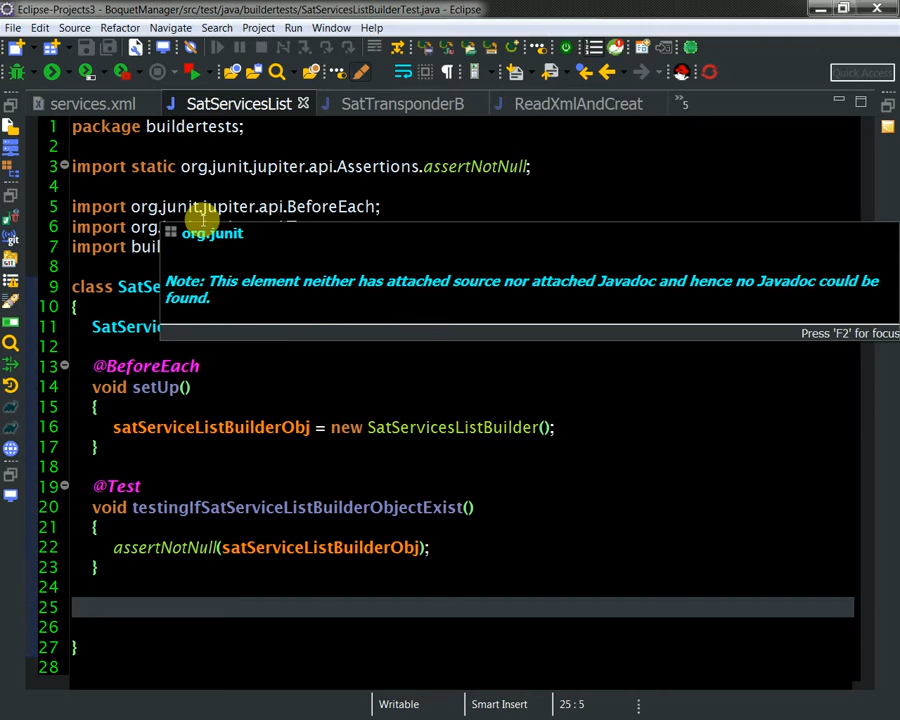 Eclipse-Projects3 - BoquetManager/src/test/java/buildertests/SatServicesListBuilderTest.java - Eclipse
File Edit Source Refactor Navigate Search Project Run Window Help
Quick Access
services.xml SatServicesList SatTransponderB ReadXmlAndCreat »5
1 package buildertests;
2
3 import static org.junit.jupiter.api.Assertions.assertNotNull;
4
5 import org.junit.jupiter.api.BeforeEach;
6 import org.
7 import buil
8
9 class SatSe
10 {
11 SatServic
12
13 @BeforeEach
14 void setUp()
15 {
16 satServiceListBuilderObj = new SatServicesListBuilder();
17 }
18
19 @Test
20 void testingIfSatServiceListBuilderObjectExist()
21 {
22 assertNotNull(satServiceListBuilderObj);
23 }
24
25
26
27 }
28
org.junit
Note: This element neither has attached source nor attached Javadoc and hence no Javadoc could be
found.
Press 'F2' for focus
Writable Smart Insert 25 : 5